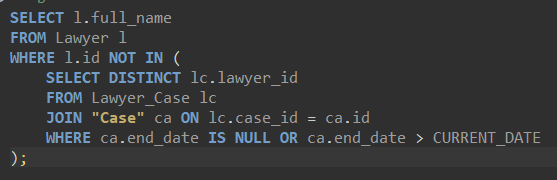 SELECT l.full_name
FROM Lawyer l
WHERE l.id NOT IN (
    SELECT DISTINCT lc.lawyer_id
    FROM Lawyer_Case lc
    JOIN "Case" ca ON lc.case_id = ca.id
    WHERE ca.end_date IS NULL OR ca.end_date > CURRENT_DATE
);